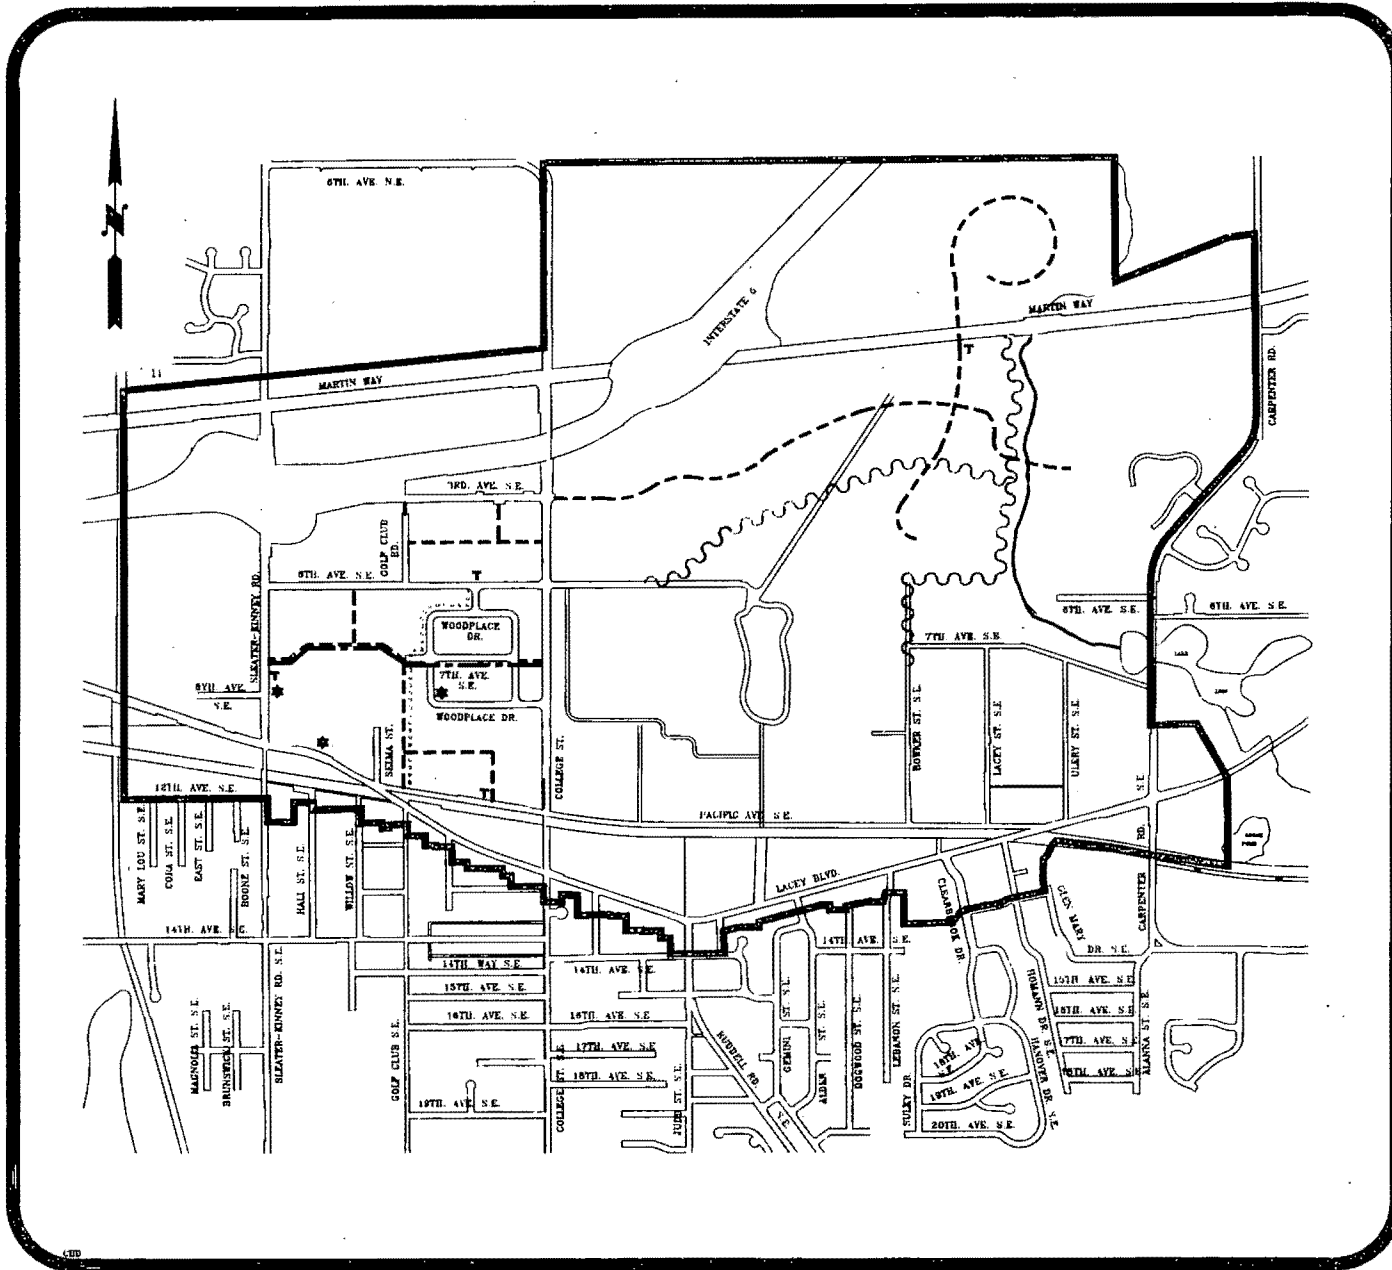 6TH. AVE. N.E.
N
INTERSTATE 5
MARTIN WAY
T
11
MARTIN WAY
CARPENTER RD.
3RD. AVE. S.E.
GOLF CLUB
RD.
6TH. AVE. S.E.
T
SLEATER-KINNEY RD.
6TH. AVE. S.E.
6TH. AVE. S.E.
WOODPLACE
DR.
7TH. AVE. S.E.
LAKE
7TH. AVE.
S.E.
T
8TH. AVE.
S.E.
WOODPLACE DR.
SELMA ST.
COLLEGE ST.
BOWKER ST. S.E.
LACEY ST. S.E.
ULERY ST. S.E.
S.E.
12TH. AVE. S.E.
T
PACIFIC AVE. S.E.
RD.
POND
MARY LOU ST. S.E.
CORA ST. S.E.
EAST ST. S.E.
BOONE ST. S.E.
HALL ST. S.E.
WILLOW ST. S.E.
LACEY BLVD.
CLEARBROOK DR.
GLEN MARY
DR. S.E.
CARPENTER
14TH. AVE. S.E.
14TH. WAY S.E.
14TH. AVE. S.E.
14TH. AVE. S.E.
15TH. AVE. S.E.
15TH. AVE. S.E.
16TH. AVE. S.E.
16TH. AVE. S.E.
16TH. AVE. S.E.
17TH. AVE. S.E.
17TH. AVE. S.E.
18TH. AVE. S.E.
18TH. AVE. S.E.
18TH. AVE.
S.E.
19TH. AVE. S.E.
19TH. AVE. S.E.
20TH. AVE. S.E.
MAGNOLIA ST. S.E.
BRUNSWICK ST. S.E.
SLEATER-KINNEY RD. S.E.
GOLF CLUB S.E.
COLLEGE ST. S.E.
JUDD ST. S.E.
RUDDELL RD.
S.E.
GEMINI ST. S.E.
ALDER ST. S.E.
DOGWOOD ST. S.E.
LEBANON ST. S.E.
SULKY DR.
HOMANN DR. S.E.
HANOVER DR. S.E.
ALANNA ST. S.E.